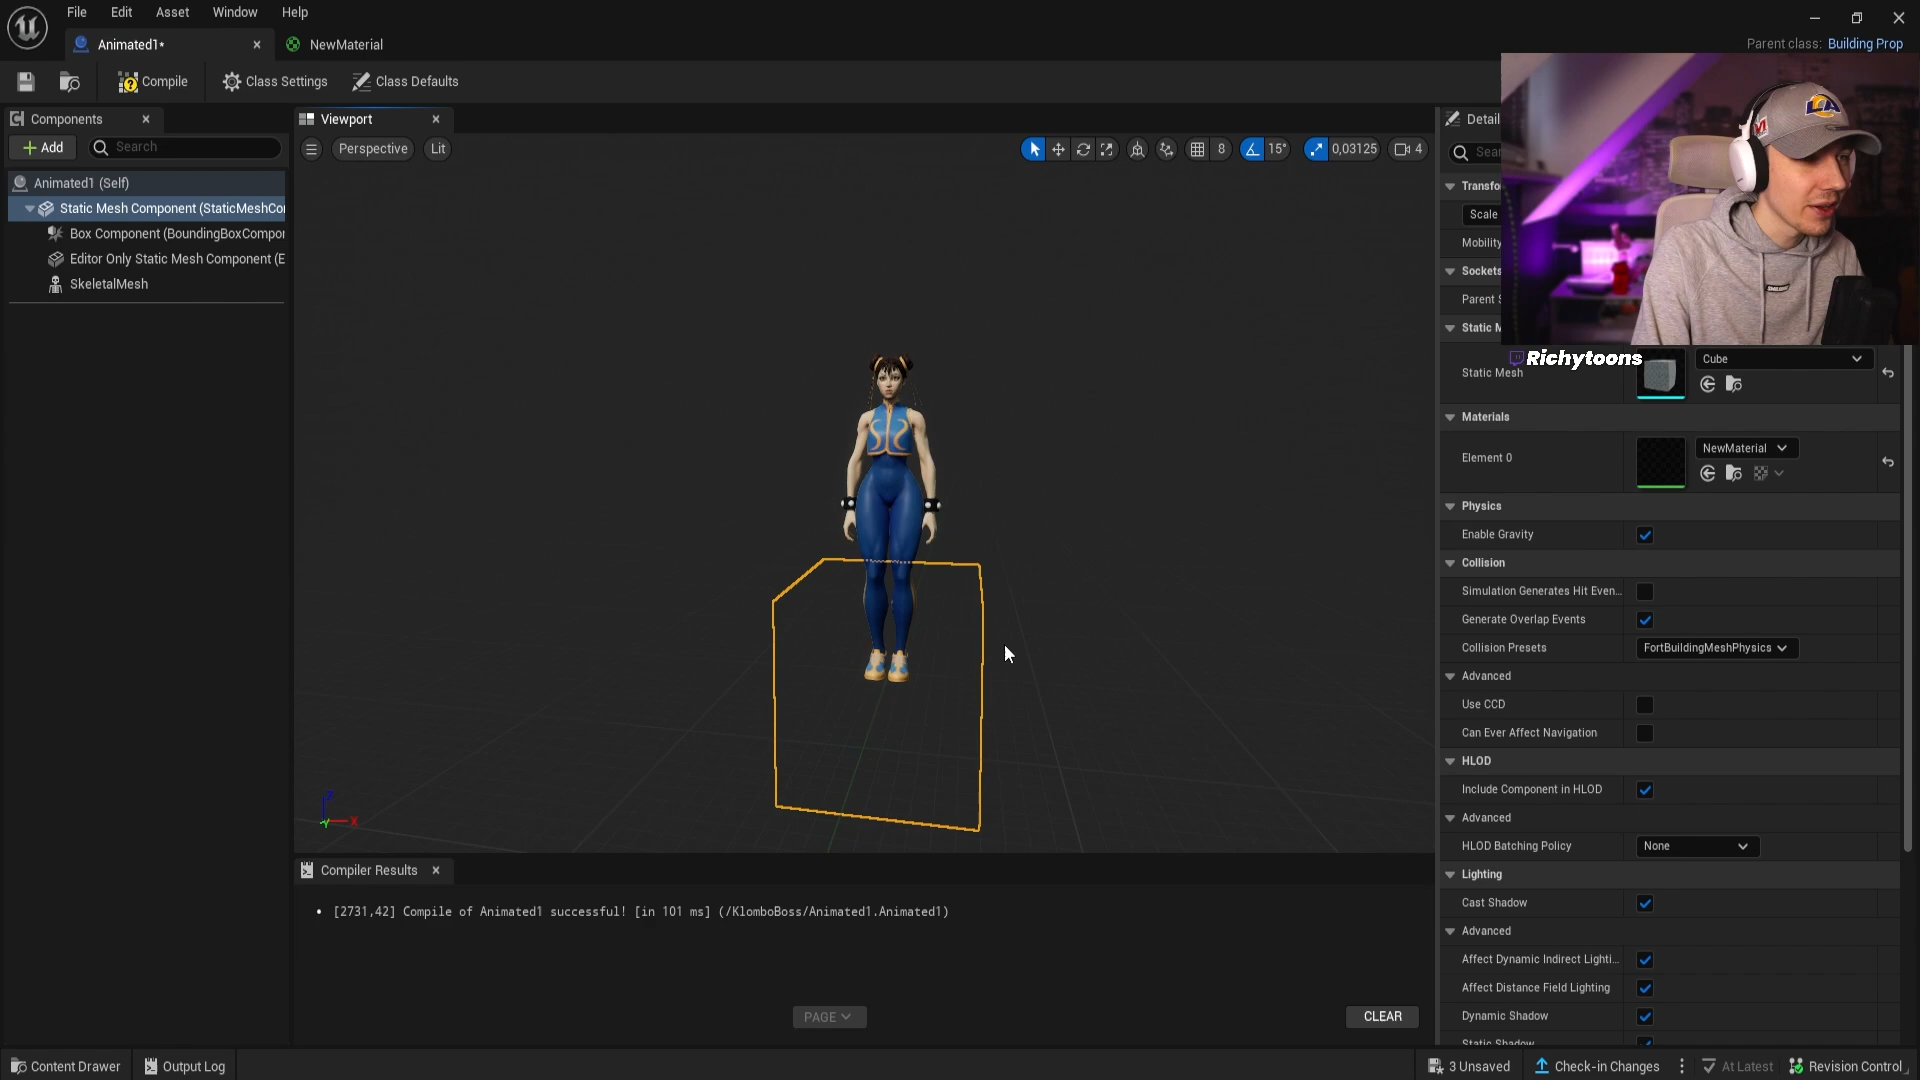 File Edit Asset Window Help
Animated1*
NewMaterial
Parent class: Building Prop
Compile
Class Settings
Class Defaults
Components
Add
Search
Animated1 (Self)
Static Mesh Component (StaticMeshCo
Box Component (BoundingBoxCompor
Editor Only Static Mesh Component (E
SkeletalMesh
Viewport
Perspective
Lit
8
15°
0,03125
4
Z
X
Y
Compiler Results
[2731,42] Compile of Animated1 successful! [in 101 ms] (/KlomboBoss/Animated1.Animated1)
PAGE
CLEAR
Detail
Sear
Transfo
Scale
Mobility
Sockets
Parent S
Static M
LA
Richytoons
Static Mesh
Cube
Materials
Element 0
NewMaterial
Physics
Enable Gravity
Collision
Simulation Generates Hit Even...
Generate Overlap Events
Collision Presets
FortBuildingMeshPhysics
Advanced
Use CCD
Can Ever Affect Navigation
HLOD
Include Component in HLOD
Advanced
HLOD Batching Policy
None
Lighting
Cast Shadow
Advanced
Affect Dynamic Indirect Lighti...
Affect Distance Field Lighting
Dynamic Shadow
Static Shadow
Content Drawer
Output Log
3 Unsaved
Check-in Changes
At Latest
Revision Control